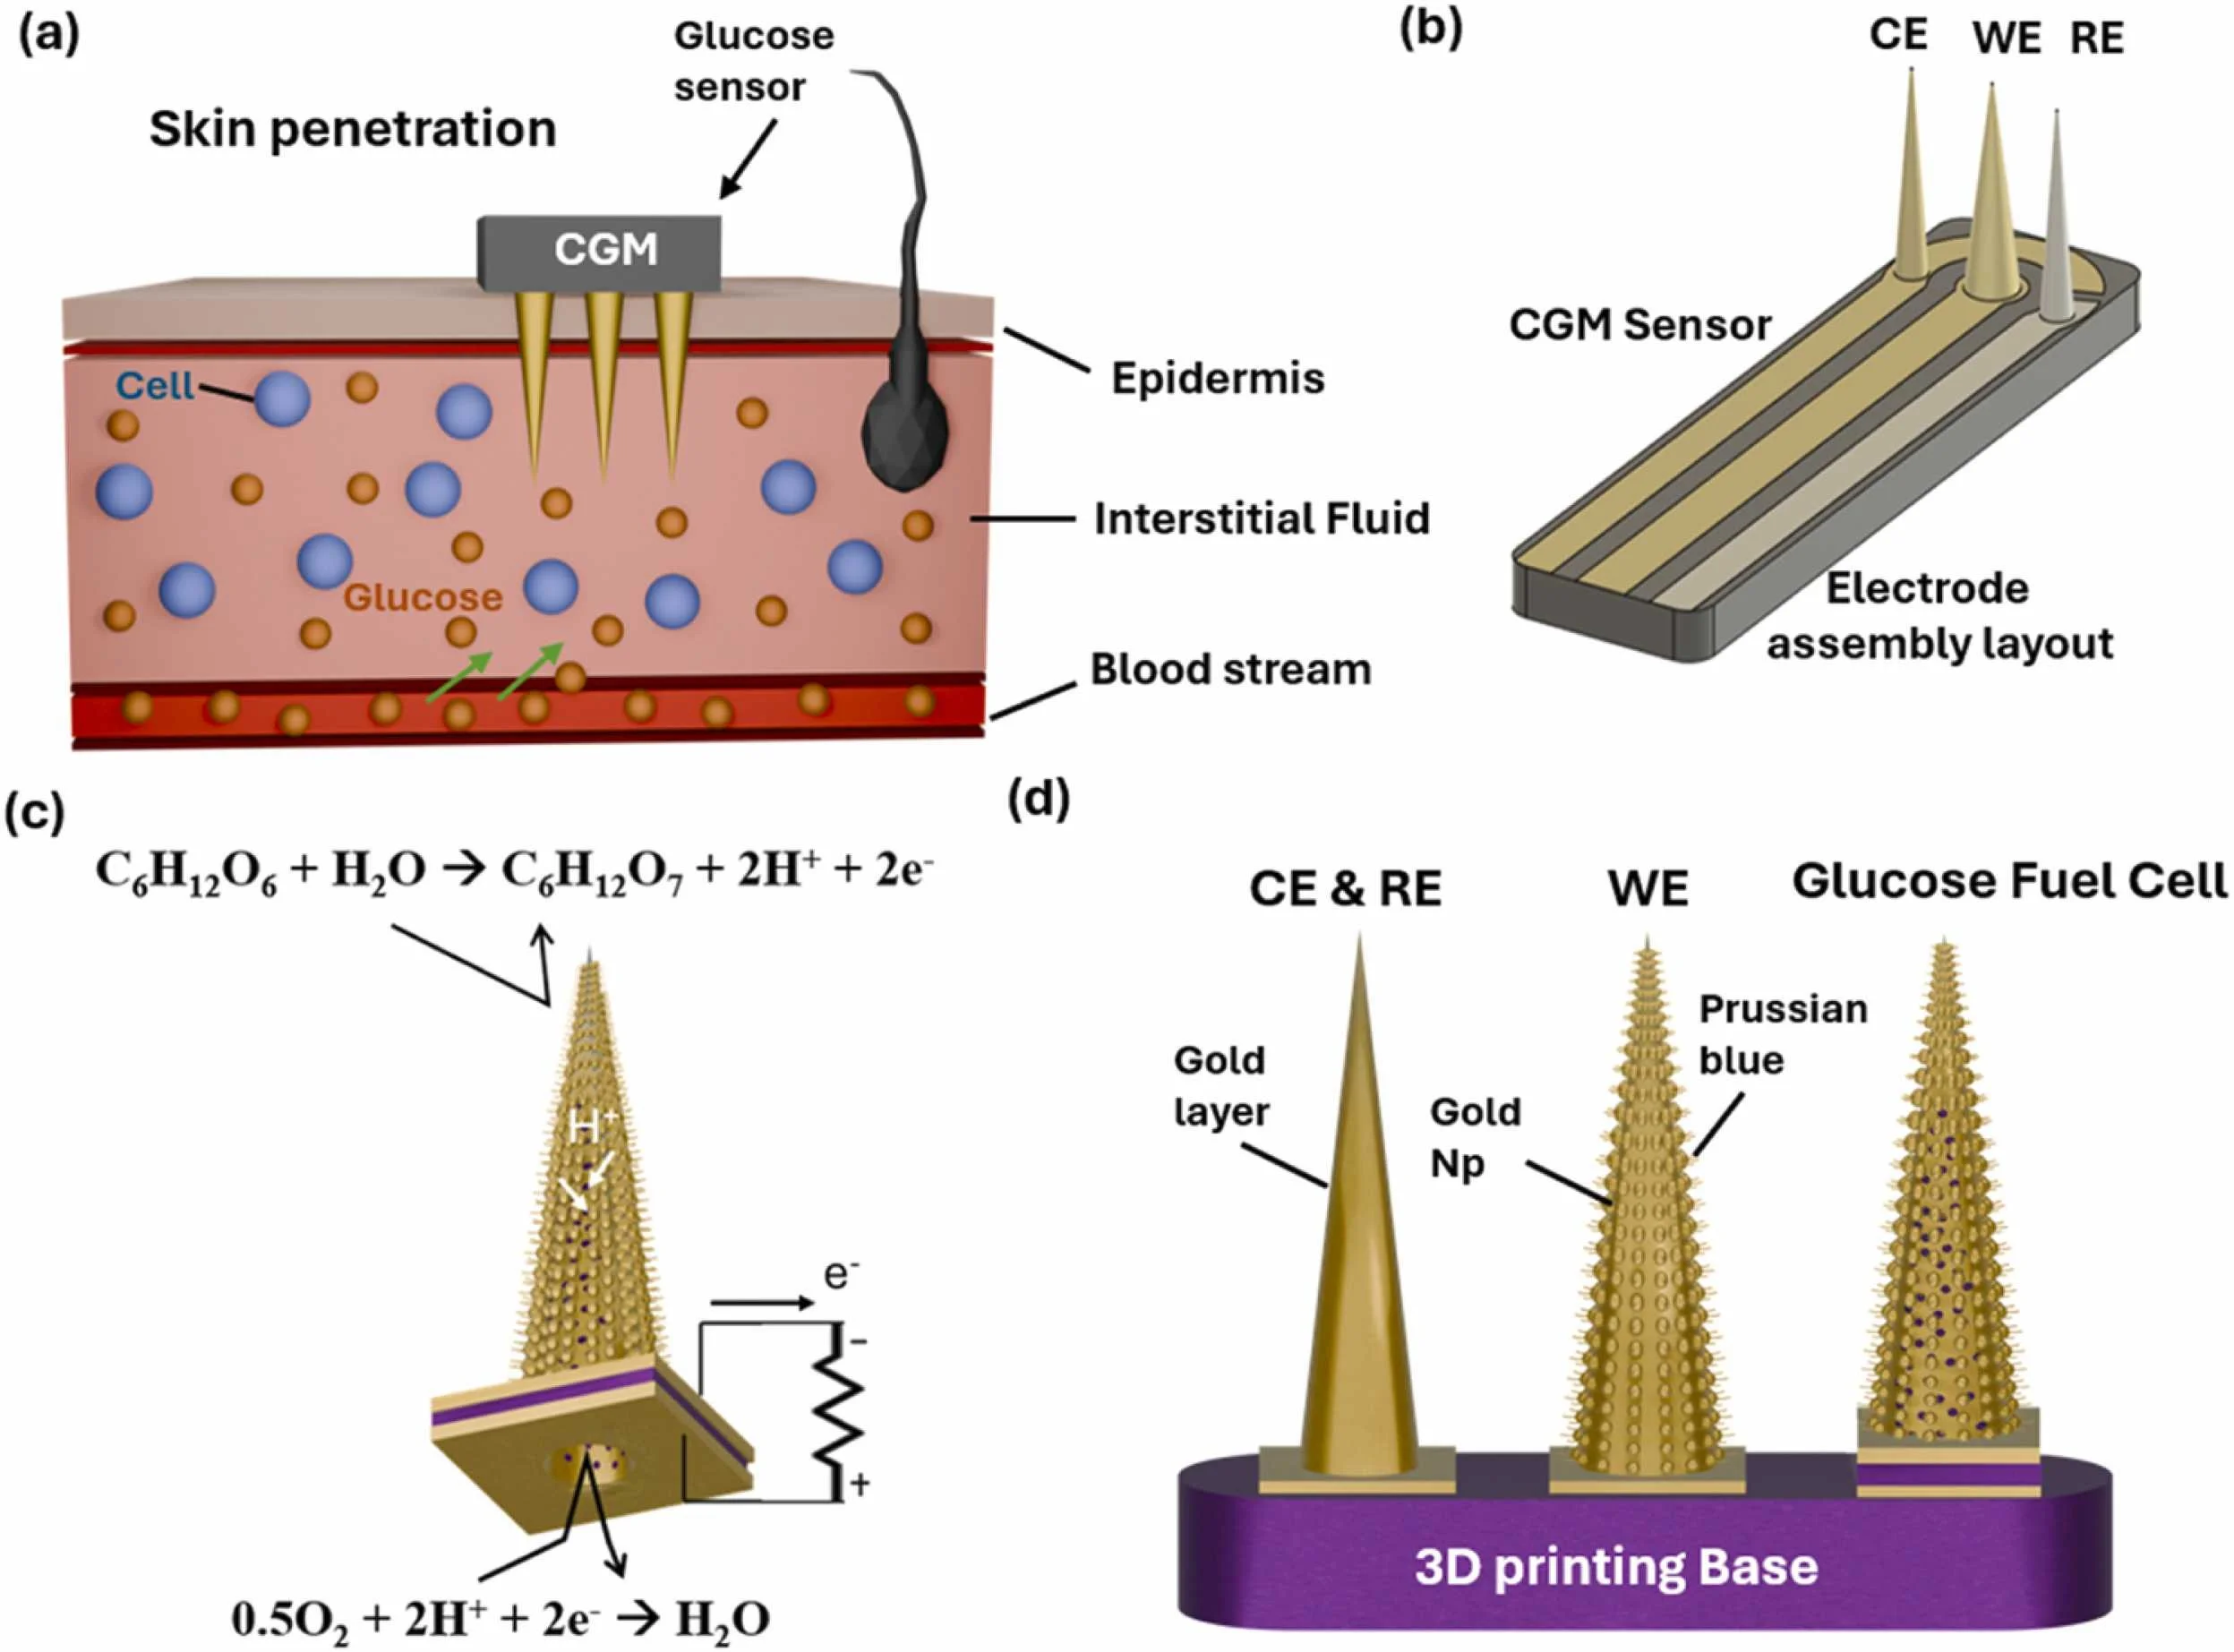 (a)
Glucose
sensor
Skin penetration
CGM
Cell
Glucose
Epidermis
Interstitial Fluid
Blood stream
(b)
CE WE RE
CGM Sensor
Electrode
assembly layout
(c)
C₆H₁₂O₆ + H₂O → C₆H₁₂O₇ + 2H⁺ + 2e⁻
H⁺
e⁻
−
+
0.5O₂ + 2H⁺ + 2e⁻ → H₂O
(d)
CE & RE
WE
Glucose Fuel Cell
Gold
layer
Gold
Np
Prussian
blue
3D printing Base